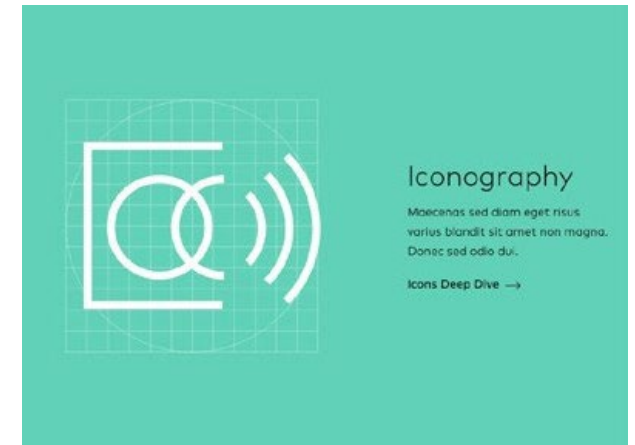 Iconography
Maecenas sed diam eget risus
varius blandit sit amet non magna.
Donec sed odio dui.
Icons Deep Dive →